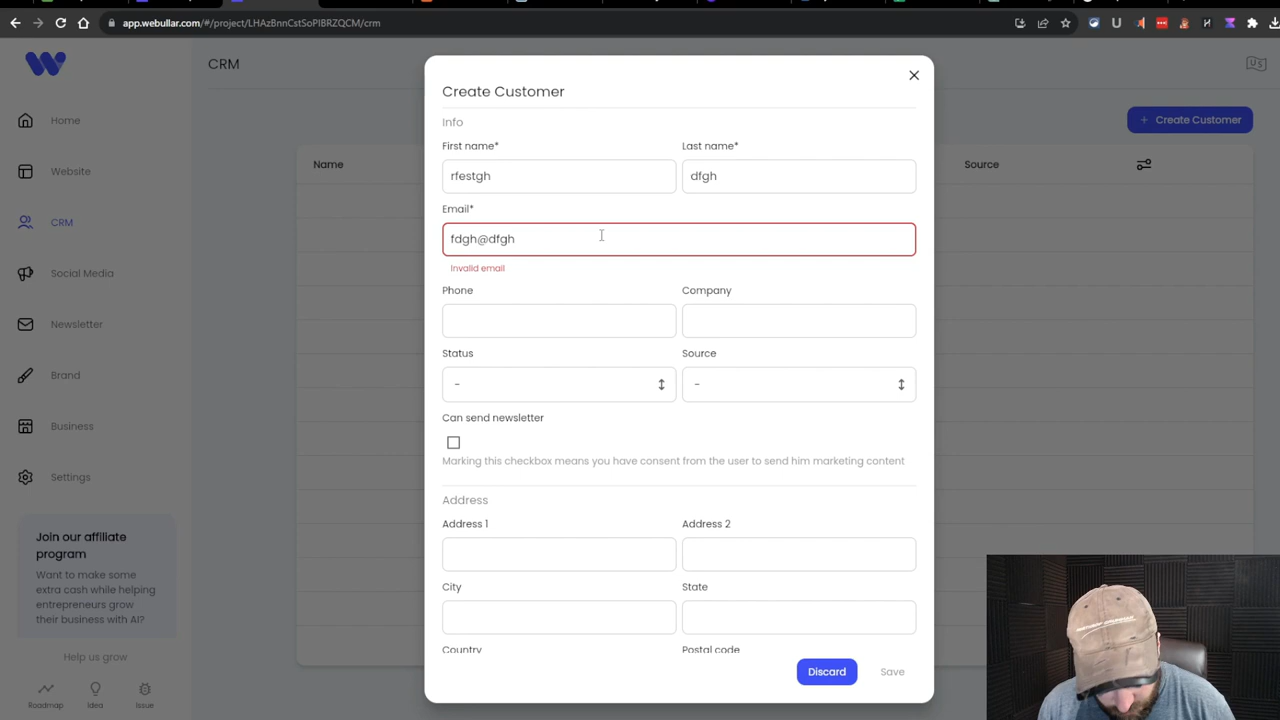 app.webullar.com/#/project/LHAzBnnCstSoPIBRZQCM/crm
CRM
Create Customer
Info
First name*
Last name*
rfestgh
dfgh
Email*
fdgh@dfgh
Invalid email
Phone
Company
Status
Source
-
-
Can send newsletter
Marking this checkbox means you have consent from the user to send him marketing content
Address
Address 1
Address 2
City
State
Country
Postal code
Discard
Save
+ Create Customer
Name
Source
Home
Website
CRM
Social Media
Newsletter
Brand
Business
Settings
Join our affiliate
program
Want to make some
extra cash while helping
entrepreneurs grow
their business with AI?
Help us grow
Roadmap
Idea
Issue
US